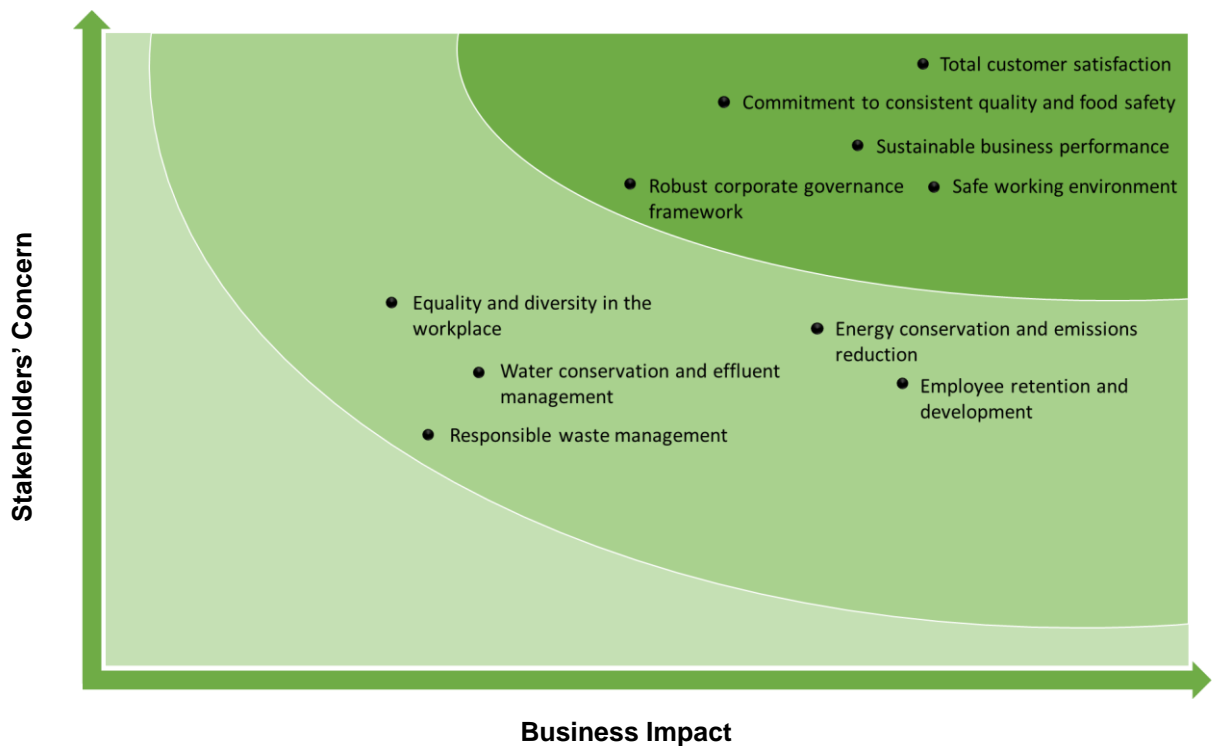 Total customer satisfaction
Commitment to consistent quality and food safety
Sustainable business performance
Robust corporate governance
framework
Safe working environment
Equality and diversity in the
workplace
Energy conservation and emissions
reduction
Water conservation and effluent
management
Employee retention and
development
Responsible waste management
Stakeholders’ Concern
Business Impact